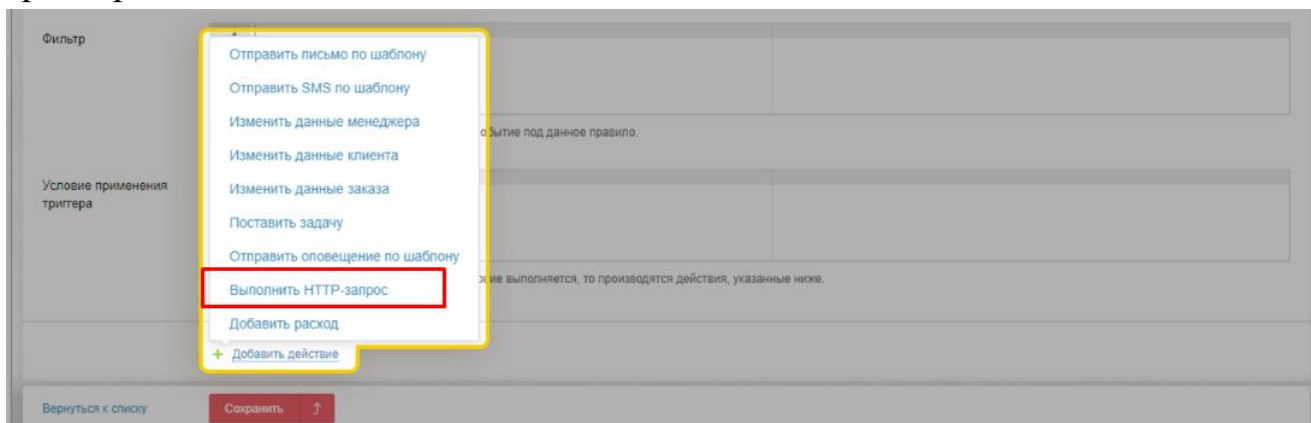 Фильтр
Отправить письмо по шаблону
Отправить SMS по шаблону
Изменить данные менеджера
обытие под данное правило.
Изменить данные клиента
Условие применения
триггера
Изменить данные заказа
Поставить задачу
Отправить оповещение по шаблону
вие выполняется, то производятся действия, указанные ниже.
Выполнить HTTP-запрос
Добавить расход
+ Добавить действие
Вернуться к списку
Сохранить